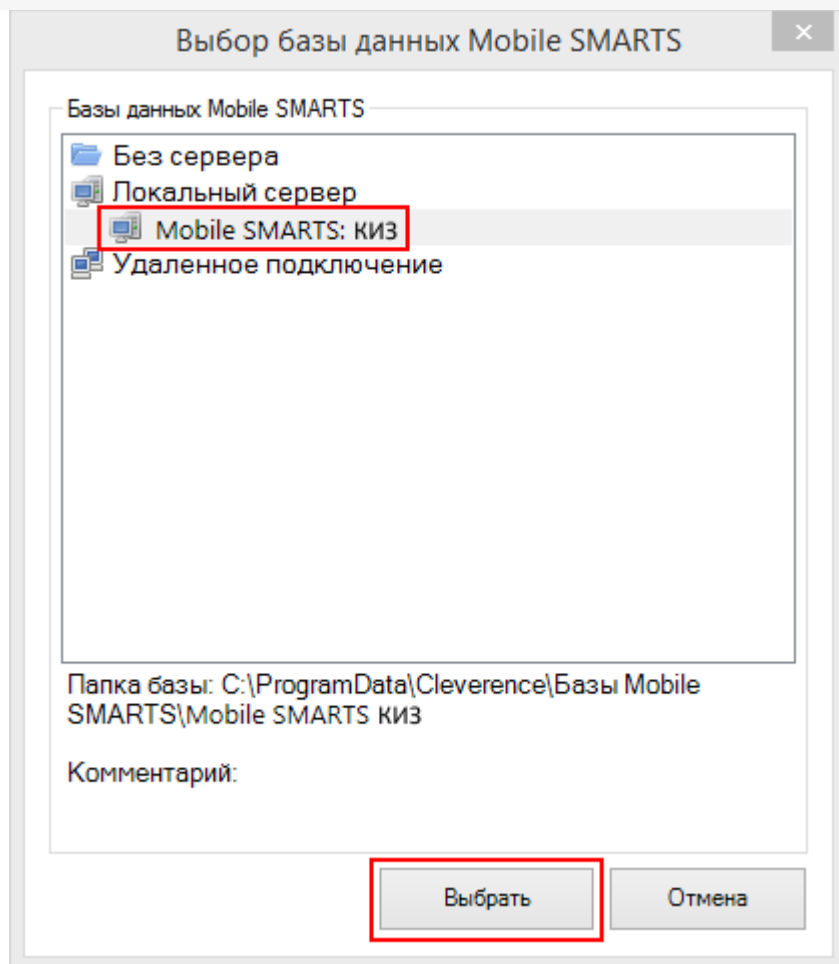 Выбор базы данных Mobile SMARTS
Базы данных Mobile SMARTS
Без сервера
Локальный сервер
Mobile SMARTS: КИЗ
Удаленное подключение
Папка базы: C:\ProgramData\Cleverence\Базы Mobile
SMARTS\Mobile SMARTS КИЗ
Комментарий:
Выбрать
Отмена